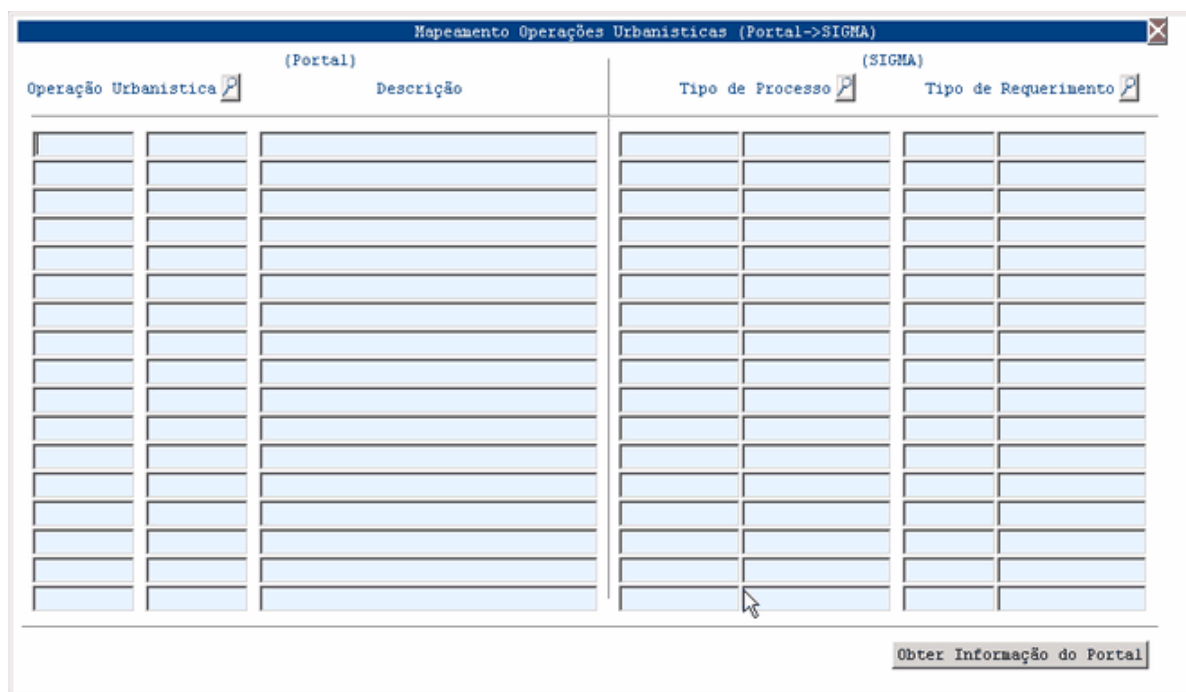 Mapeamento Operações Urbanisticas (Portal->SIGMA)
(Portal) (SIGMA)
Operação Urbanistica Descrição Tipo de Processo Tipo de Requerimento
Obter Informação do Portal